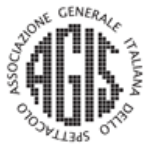 ASSOCIAZIONE GENERALE ITALIANA DELLO SPETTACOLO
AGIS